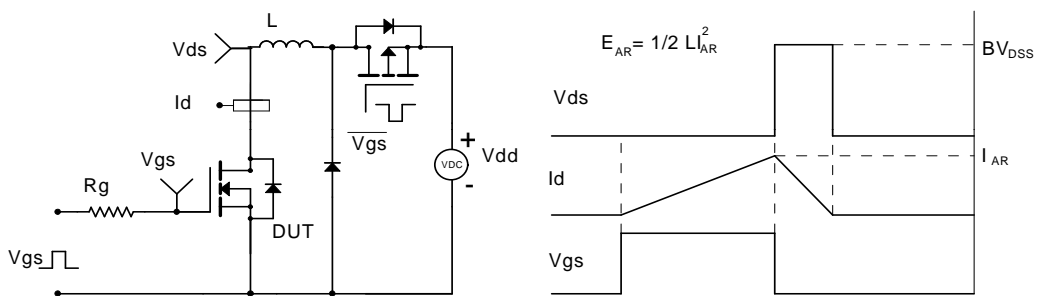 L
Vds
Id
Vgs
Vgs
+
VDC
Vdd
-
Rg
DUT
Vgs
E_AR= 1/2 LI_AR^2
BV_DSS
Vds
I_AR
Id
Vgs